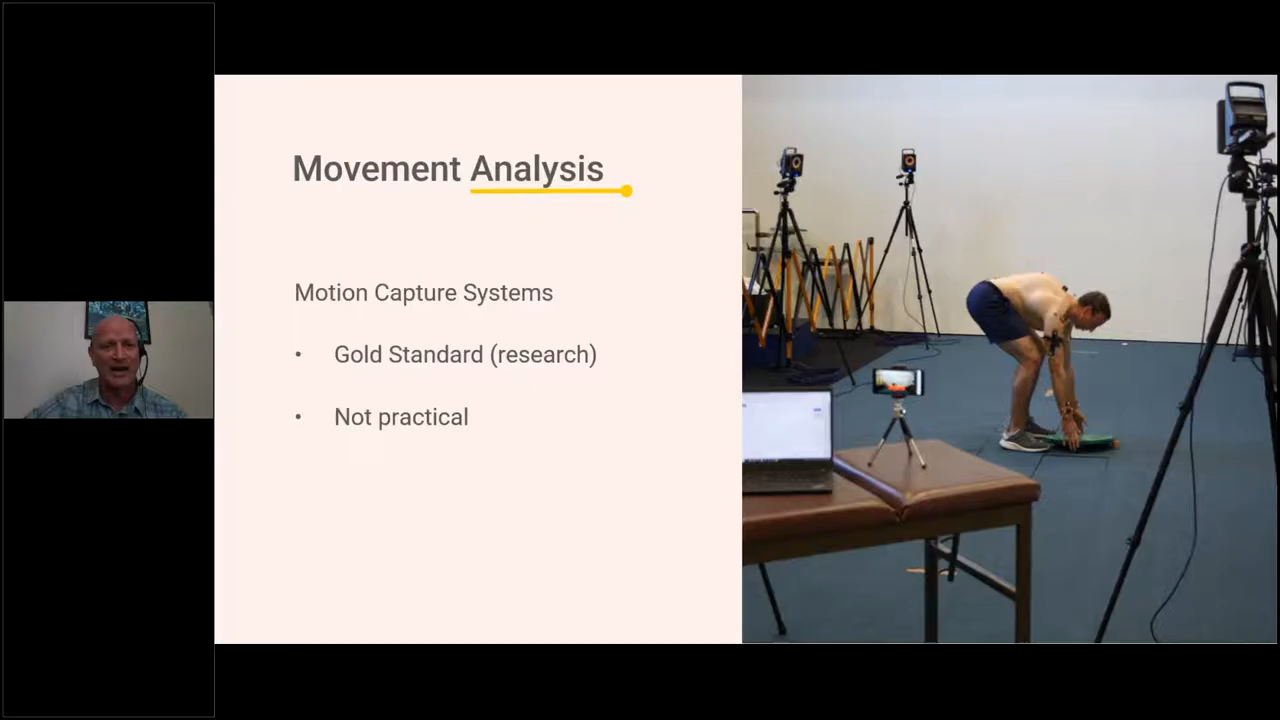 Movement Analysis
Motion Capture Systems
• Gold Standard (research)
• Not practical